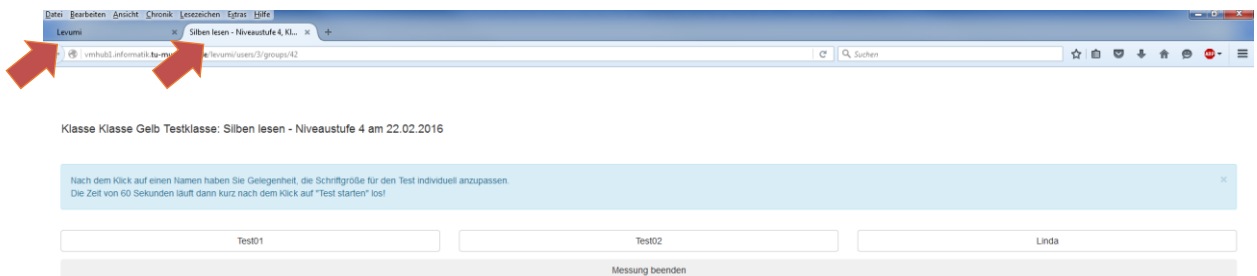 Datei Bearbeiten Ansicht Chronik Lesezeichen Extras Hilfe
Levumi × Silben lesen - Niveaustufe 4, Kl... × +
vmhub1.informatik.tu-mu e/levumi/users/3/groups/42 Suchen
Klasse Klasse Gelb Testklasse: Silben lesen - Niveaustufe 4 am 22.02.2016
Nach dem Klick auf einen Namen haben Sie Gelegenheit, die Schriftgröße für den Test individuell anzupassen. ×
Die Zeit von 60 Sekunden läuft dann kurz nach dem Klick auf "Test starten" los!
Test01 Test02 Linda
Messung beenden